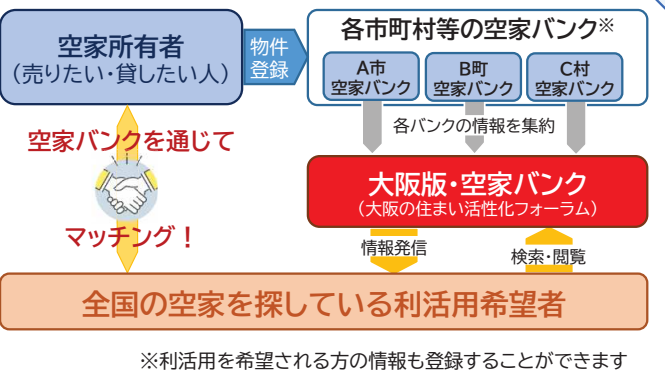 空家所有者
（売りたい・貸したい人）
物件
登録
各市町村等の空家バンク※
A市
空家バンク
B町
空家バンク
C村
空家バンク
各バンクの情報を集約
空家バンクを通じて
マッチング！
大阪版・空家バンク
（大阪の住まい活性化フォーラム）
情報発信
検索・閲覧
全国の空家を探している利活用希望者
※利活用を希望される方の情報も登録することができます